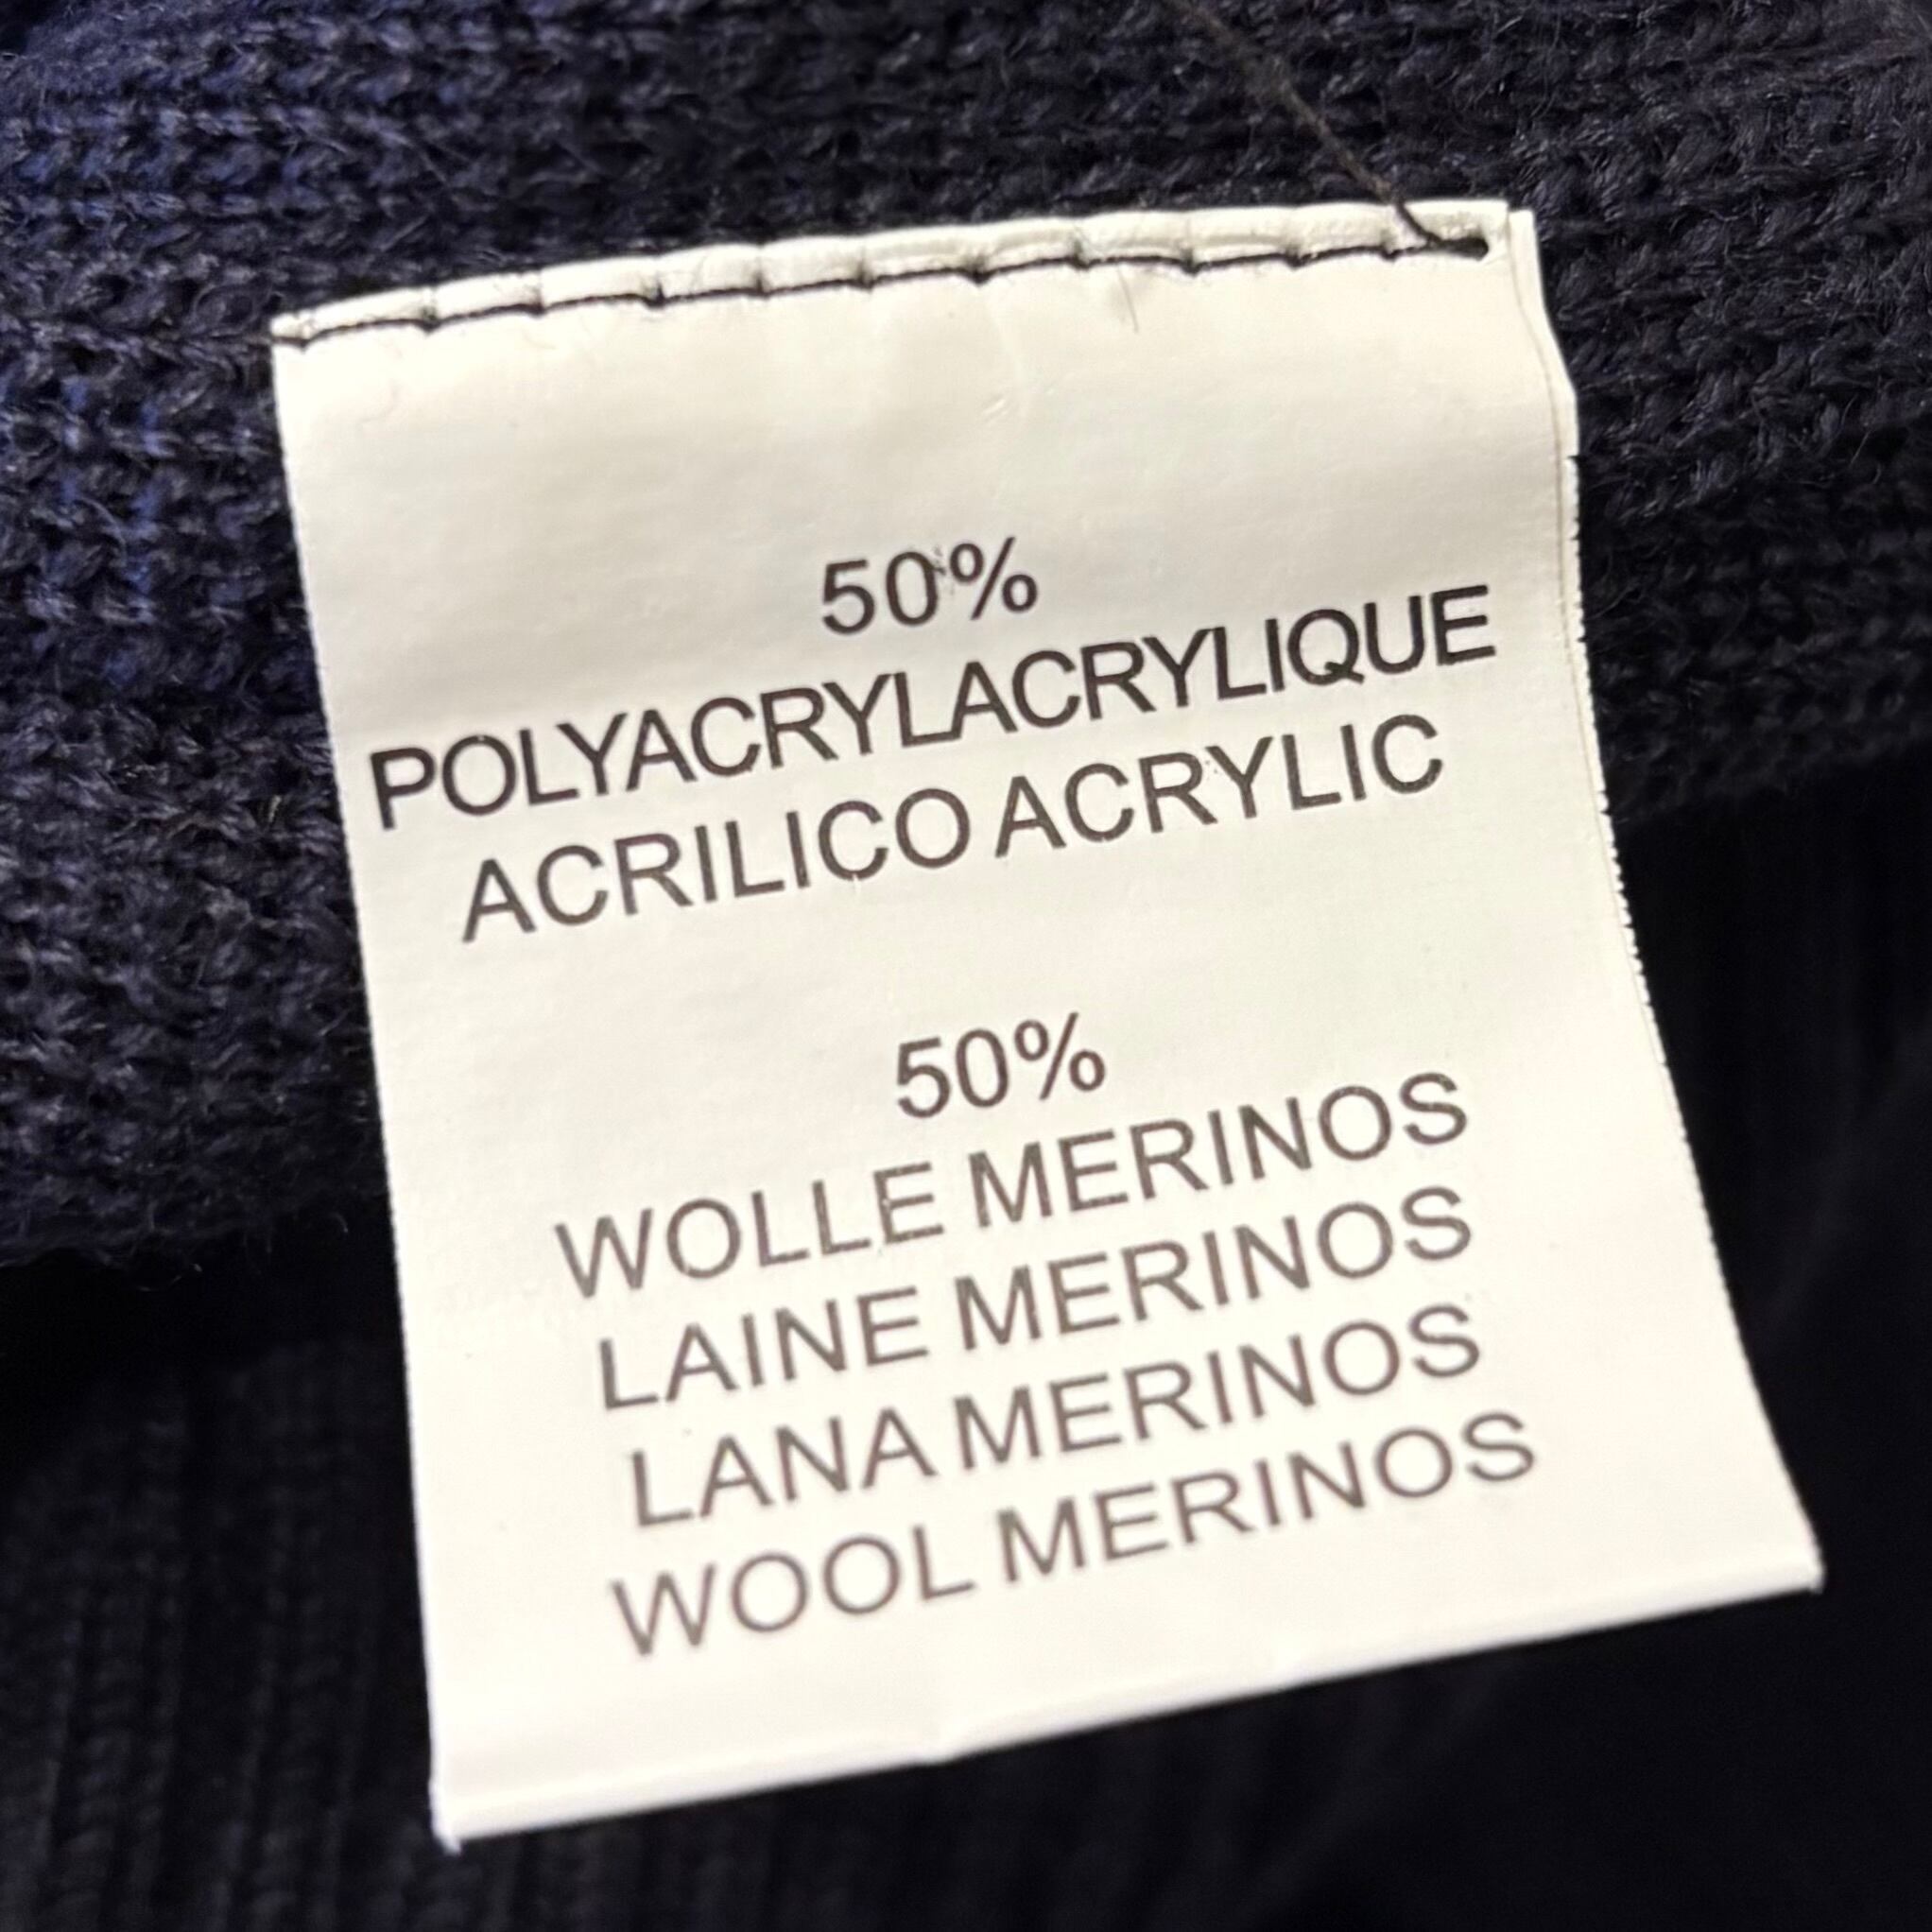 50%
POLYACRYLACRYLIQUE
ACRILICO ACRYLIC
50%
WOLLE MERINOS
LAINE MERINOS
LANA MERINOS
WOOL MERINOS